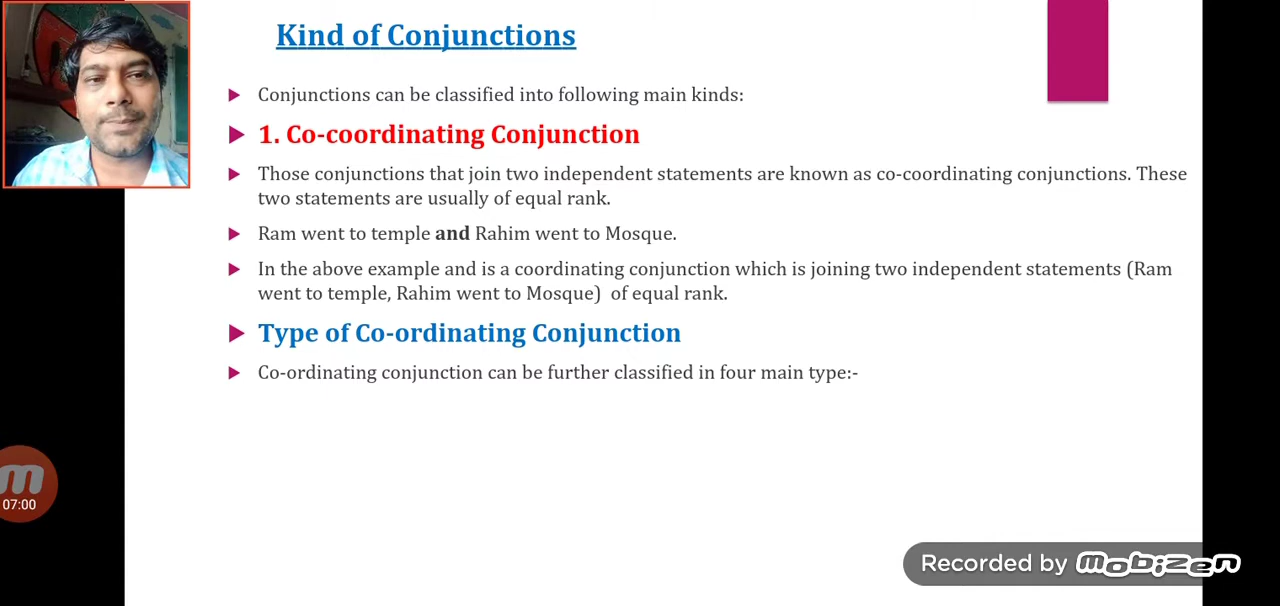 Kind of Conjunctions
Conjunctions can be classified into following main kinds:
1. Co-coordinating Conjunction
Those conjunctions that join two independent statements are known as co-coordinating conjunctions. These
two statements are usually of equal rank.
Ram went to temple and Rahim went to Mosque.
In the above example and is a coordinating conjunction which is joining two independent statements (Ram
went to temple, Rahim went to Mosque)  of equal rank.
Type of Co-ordinating Conjunction
Co-ordinating conjunction can be further classified in four main type:-
m
07:00
Recorded by Mobizen